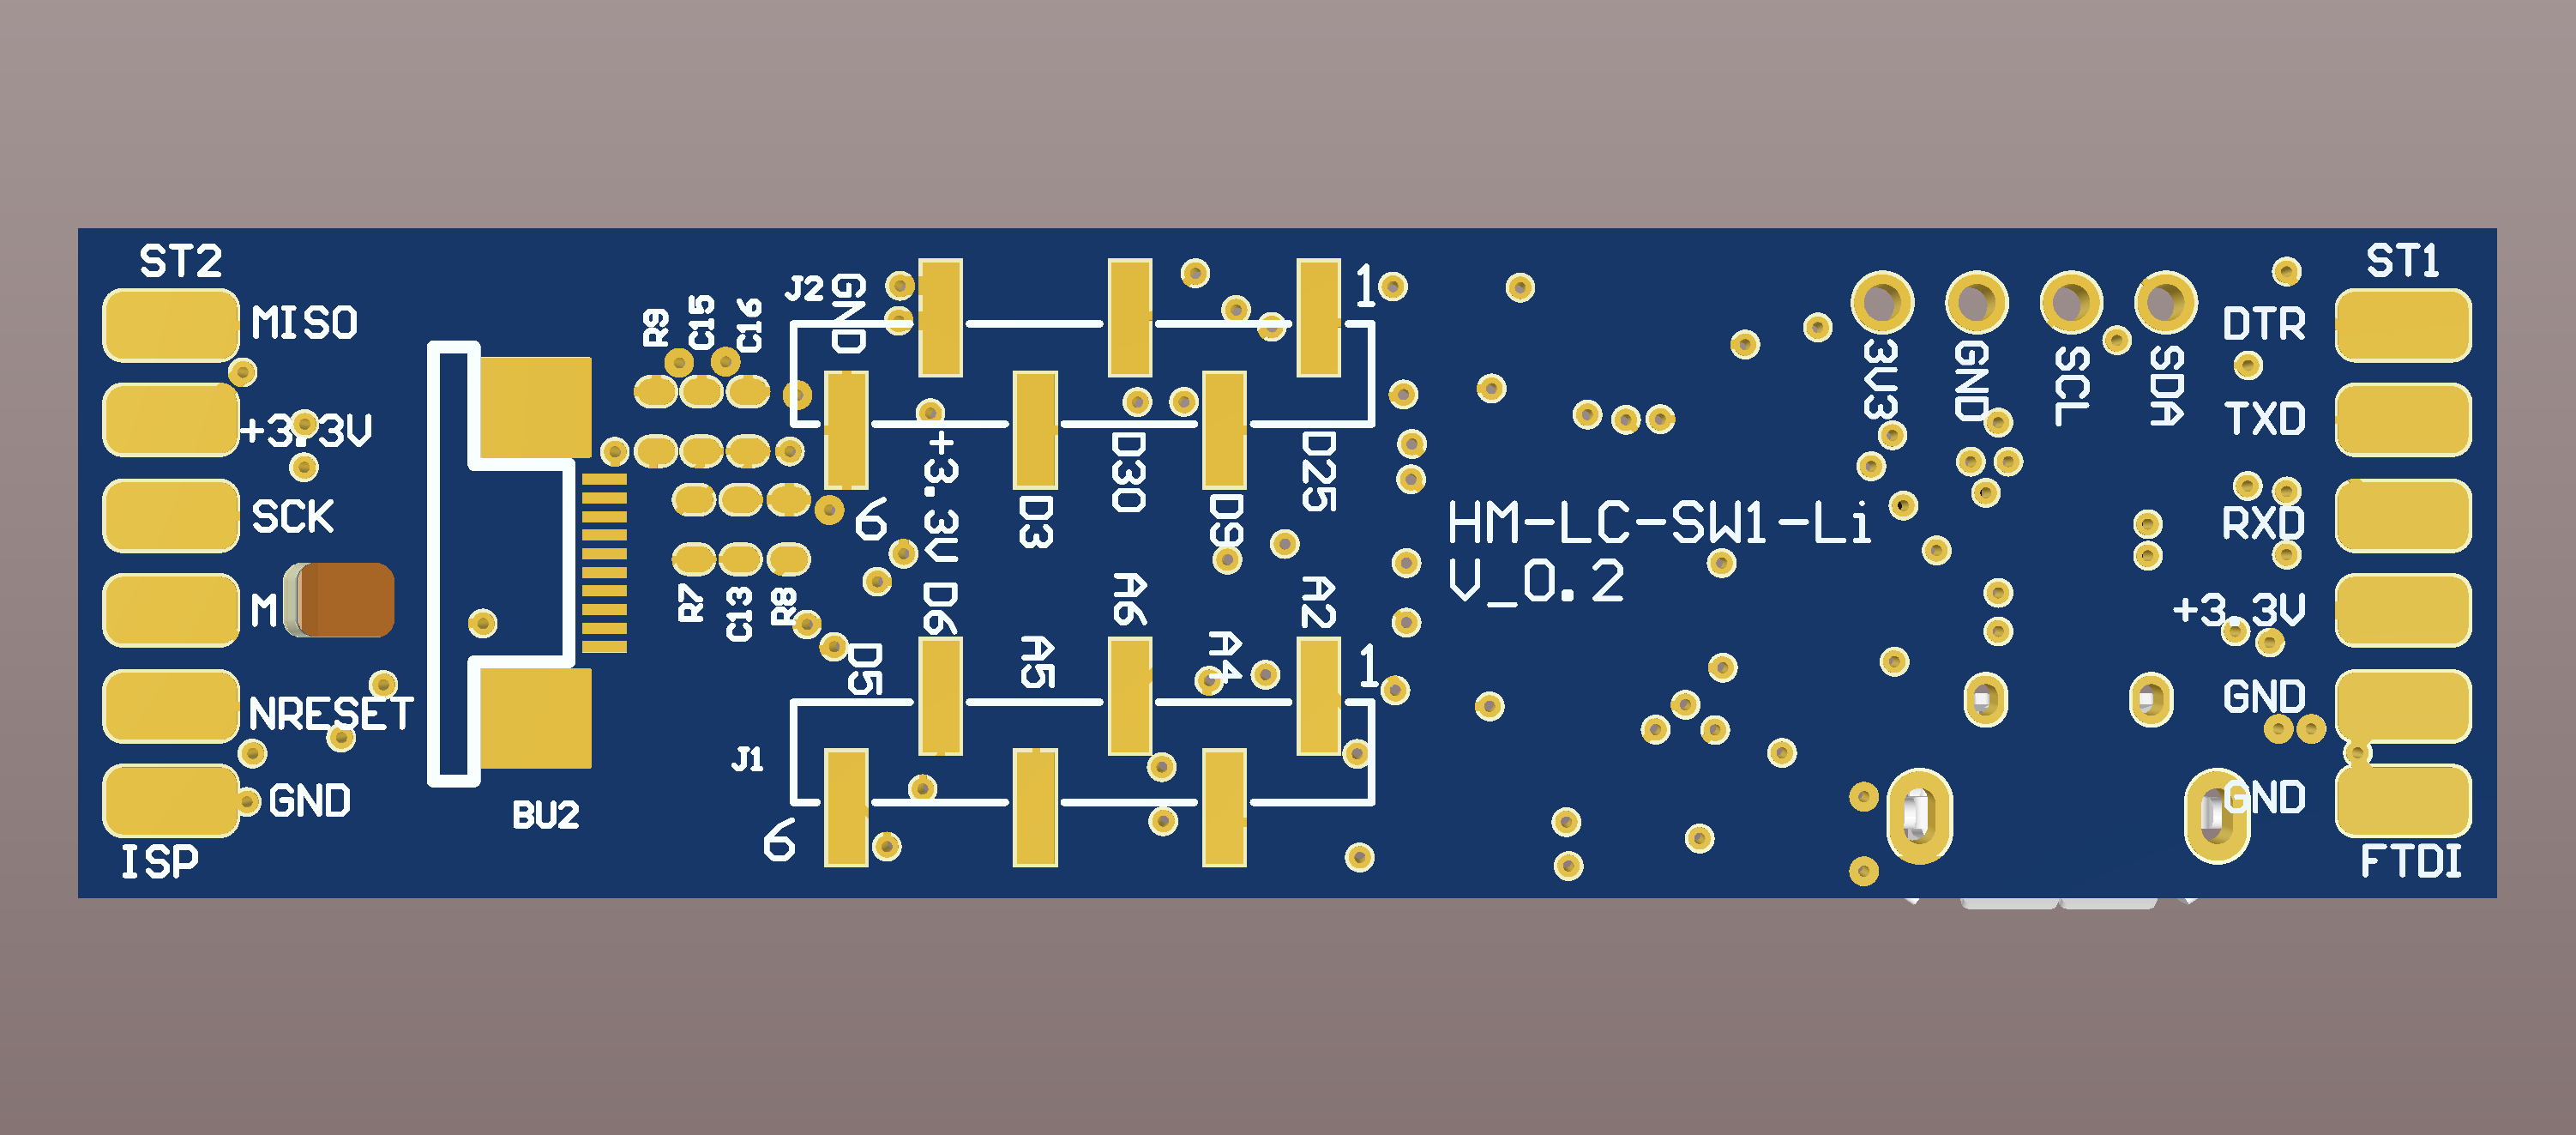 ST2
MISO
+3.3V
SCK
M
NRESET
GND
ISP
BU2
R9
C15
C16
R7
C13
R8
J2
GND
1
6
+3.3V
D3
D30
D9
D25
D5
D6
A5
A6
A4
A2
1
J1
6
HM-LC-SW1-Li
V_0.2
3V3
GND
SCL
SDA
ST1
DTR
TXD
RXD
+3.3V
GND
GND
FTDI